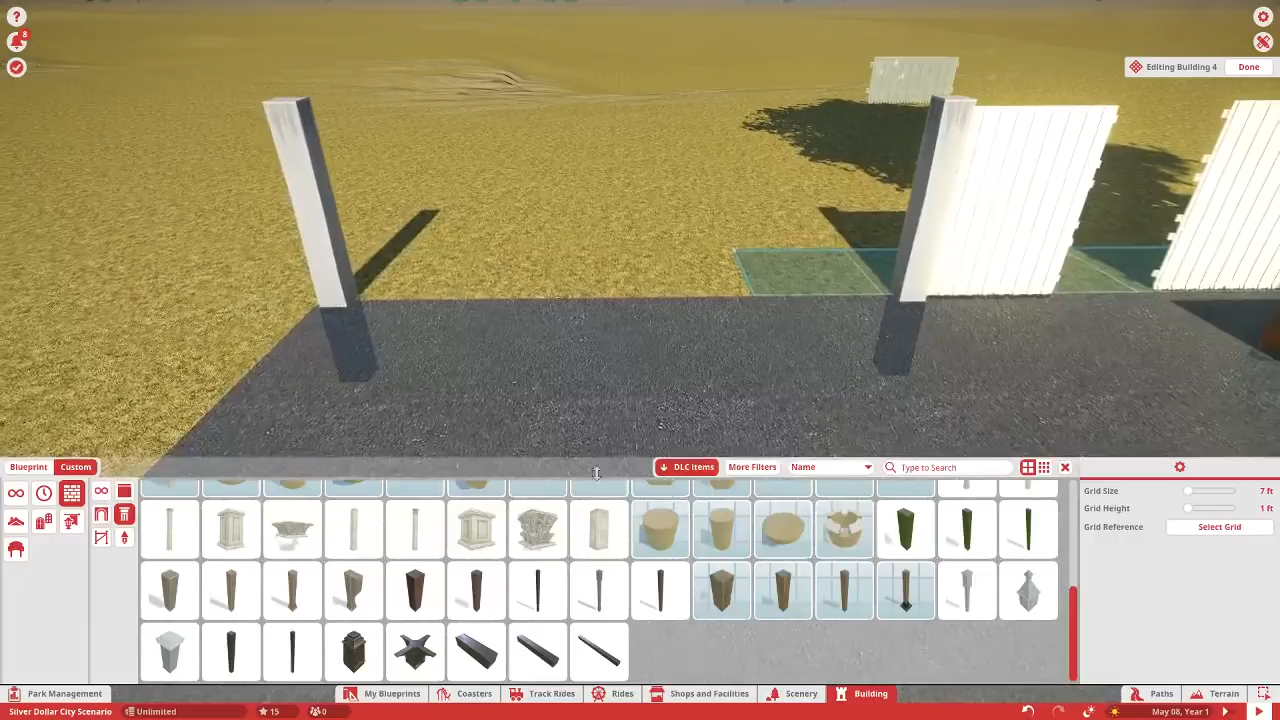 ?
8
Editing Building 4 Done
Blueprint Custom DLC Items More Filters Name Type to Search
Grid Size 7 ft
Grid Height 1 ft
Grid Reference Select Grid
Park Management My Blueprints Coasters Track Rides Rides Shops and Facilities Scenery Building Paths Terrain
Silver Dollar City Scenario Unlimited 15 0 May 08, Year 1